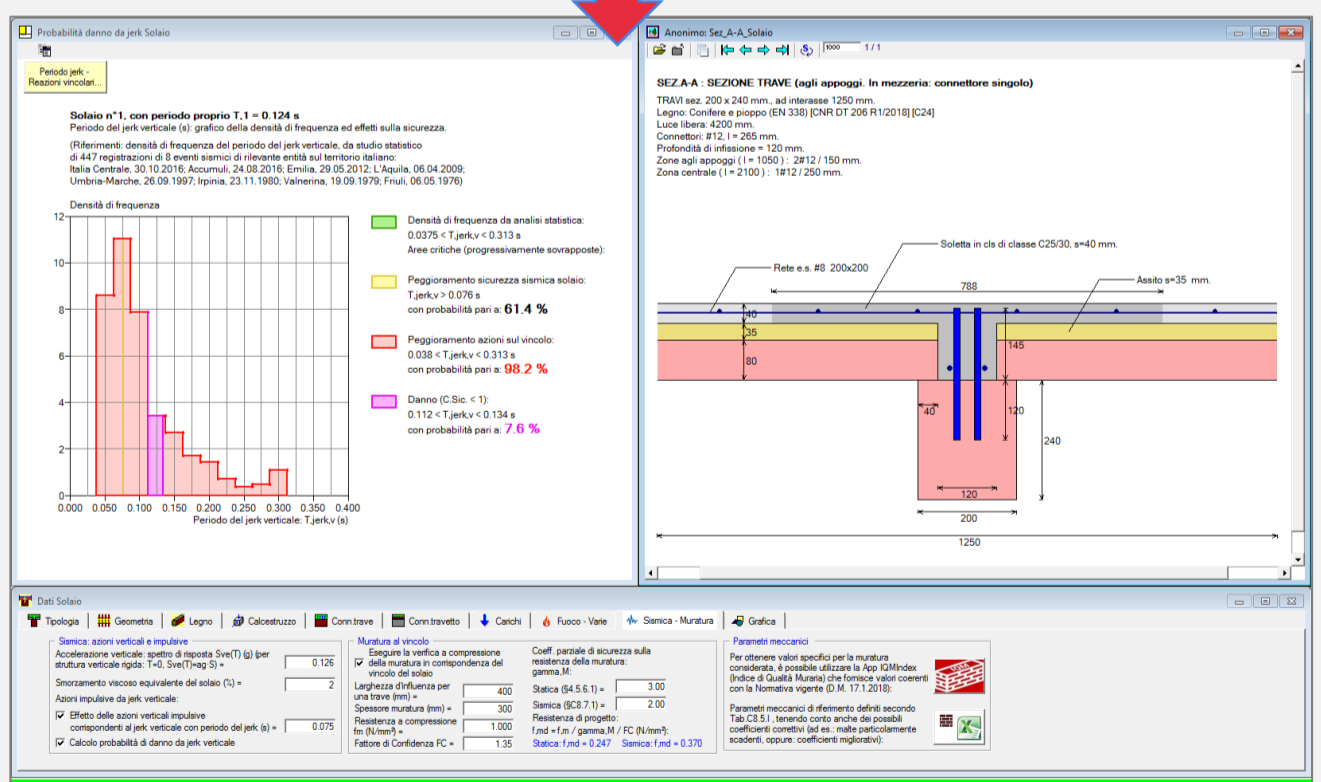 Probabilità danno da jerk Solaio
Periodo jerk -
Reazioni vincolari...
Solaio n°1, con periodo proprio T,1 = 0.124 s
Periodo del jerk verticale (s): grafico della densità di frequenza ed effetti sulla sicurezza.
(Riferimenti: densità di frequenza del periodo del jerk verticale, da studio statistico
di 447 registrazioni di 8 eventi sismici di rilevante entità sul territorio italiano:
Italia Centrale, 30.10.2016; Accumuli, 24.08.2016; Emilia, 29.05.2012; L'Aquila, 06.04.2009;
Umbria-Marche, 26.09.1997; Irpinia, 23.11.1980; Valnerina, 19.09.1979; Friuli, 06.05.1976)
Densità di frequenza
12
10
8
6
4
2
0
0.000 0.050 0.100 0.150 0.200 0.250 0.300 0.350 0.400
Periodo del jerk verticale: T,jerk,v (s)
Densità di frequenza da analisi statistica:
0.0375 < T,jerk,v < 0.313 s
Aree critiche (progressivamente sovrapposte):
Peggioramento sicurezza sismica solaio:
T,jerk,v > 0.076 s
con probabilità pari a: 61.4 %
Peggioramento azioni sul vincolo:
0.038 < T,jerk,v < 0.313 s
con probabilità pari a: 98.2 %
Danno (C.Sic. < 1):
0.112 < T,jerk,v < 0.134 s
con probabilità pari a: 7.6 %
Anonimo: Sez_A-A_Solaio
1000 1 / 1
SEZ.A-A : SEZIONE TRAVE (agli appoggi. In mezzeria: connettore singolo)
TRAVI sez. 200 x 240 mm., ad interasse 1250 mm.
Legno: Conifere e pioppo (EN 338) [CNR DT 206 R1/2018] [C24]
Luce libera: 4200 mm.
Connettori: #12, l = 265 mm.
Profondità di infissione = 120 mm.
Zone agli appoggi ( l = 1050 ) : 2#12 / 150 mm.
Zona centrale ( l = 2100 ) : 1#12 / 250 mm.
Soletta in cls di classe C25/30, s=40 mm.
Rete e.s. #8 200x200
Assito s=35 mm.
788
40
35
145
80
40
120
240
120
200
1250
Dati Solaio
Tipologia Geometria Legno Calcestruzzo Conn.trave Conn.travetto Carichi Fuoco - Varie Sismica - Muratura Grafica
Sismica: azioni verticali e impulsive
Accelerazione verticale: spettro di risposta Sve(T) (g) (per
struttura verticale rigida: T=0, Sve(T)=ag·S) = 0.126
Smorzamento viscoso equivalente del solaio (%) = 2
Azioni impulsive da jerk verticale:
Effetto delle azioni verticali impulsive
corrispondenti al jerk verticale con periodo del jerk (s) = 0.075
Calcolo probabilità di danno da jerk verticale
Muratura al vincolo
Eseguire la verifica a compressione
della muratura in corrispondenza del
vincolo del solaio
Larghezza d'influenza per
una trave (mm) = 400
Spessore muratura (mm) = 300
Resistenza a compressione
fm (N/mm²) = 1.000
Fattore di Confidenza FC = 1.35
Coeff. parziale di sicurezza sulla
resistenza della muratura:
gamma,M:
Statica (§4.5.6.1) = 3.00
Sismica (§C8.7.1) = 2.00
Resistenza di progetto:
f,md = f,m / gamma,M / FC (N/mm²):
Statica: f,md = 0.247 Sismica: f,md = 0.370
Parametri meccanici
Per ottenere valori specifici per la muratura
considerata, è possibile utilizzare la App IQMIndex
(Indice di Qualità Muraria) che fornisce valori coerenti
con la Normativa vigente (D.M. 17.1.2018):
Parametri meccanici di riferimento definiti secondo
Tab.C8.5.I , tenendo conto anche dei possibili
coefficienti correttivi (ad es.: malte particolarmente
scadenti, oppure: coefficienti migliorativi):